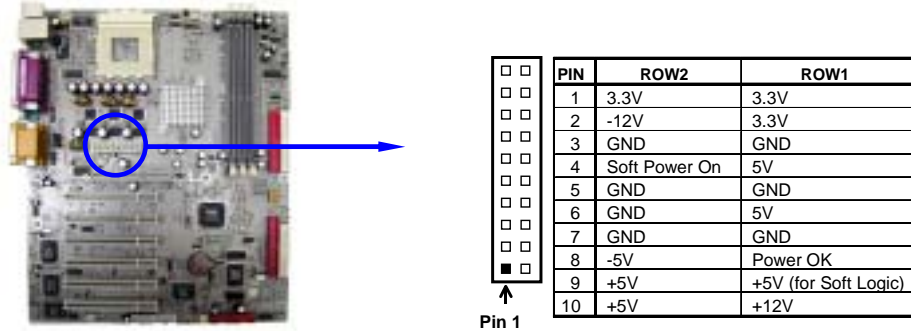 PIN ROW2 ROW1
1 3.3V 3.3V
2 -12V 3.3V
3 GND GND
4 Soft Power On 5V
5 GND GND
6 GND 5V
7 GND GND
8 -5V Power OK
9 +5V +5V (for Soft Logic)
10 +5V +12V
Pin 1